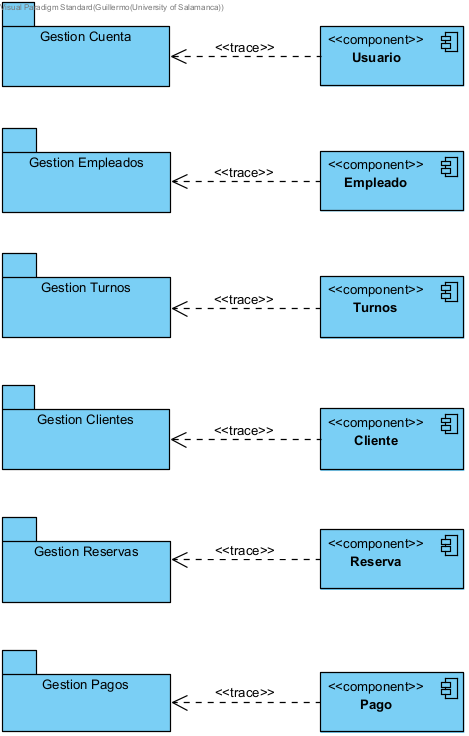 Visual Paradigm Standard(Guillermo(University of Salamanca))
Gestion Cuenta
<<trace>>
<<component>>
Usuario
Gestion Empleados
<<trace>>
<<component>>
Empleado
Gestion Turnos
<<trace>>
<<component>>
Turnos
Gestion Clientes
<<trace>>
<<component>>
Cliente
Gestion Reservas
<<trace>>
<<component>>
Reserva
Gestion Pagos
<<trace>>
<<component>>
Pago